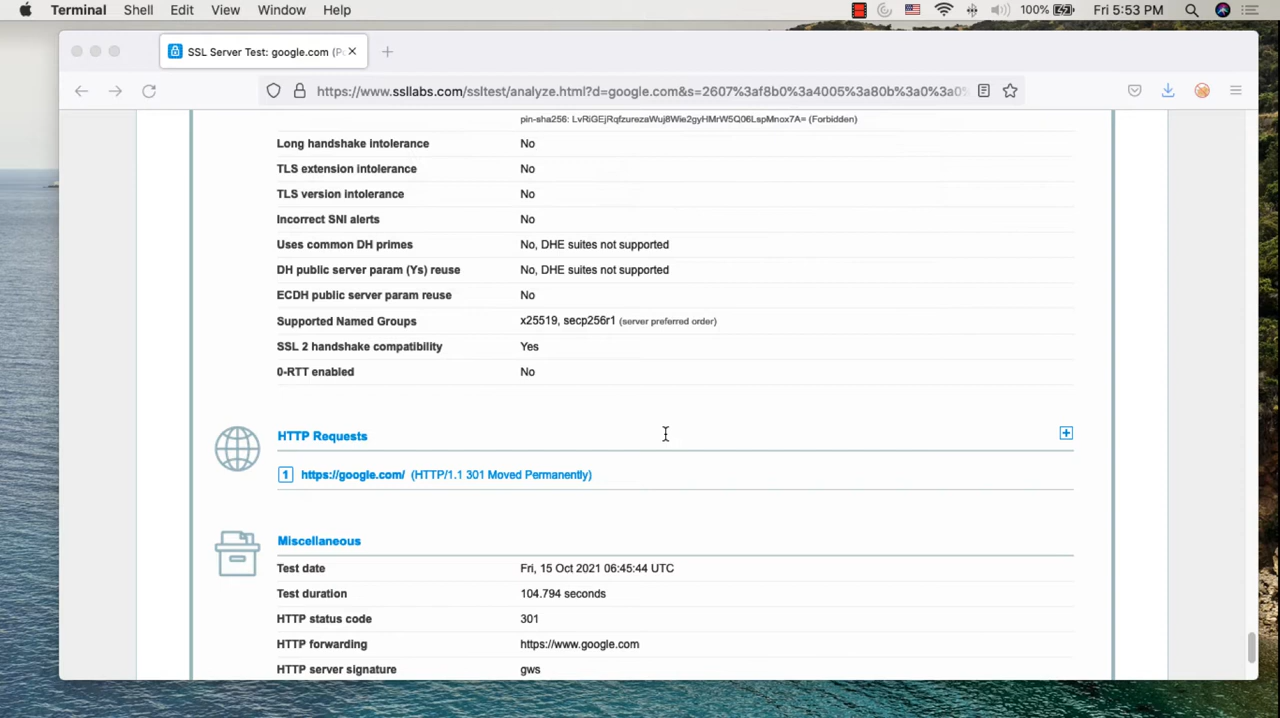 Terminal Shell Edit View Window Help 100% Fri 5:53 PM
SSL Server Test: google.com (P
https://www.ssllabs.com/ssltest/analyze.html?d=google.com&s=2607%3af8b0%3a4005%3a80b%3a0%3a0%
pin-sha256: LvRiGEjRqfzurezaWuj8Wie2gyHMrW5Q06LspMnox7A= (Forbidden)
Long handshake intolerance No
TLS extension intolerance No
TLS version intolerance No
Incorrect SNI alerts No
Uses common DH primes No, DHE suites not supported
DH public server param (Ys) reuse No, DHE suites not supported
ECDH public server param reuse No
Supported Named Groups x25519, secp256r1 (server preferred order)
SSL 2 handshake compatibility Yes
0-RTT enabled No
HTTP Requests
1 https://google.com/ (HTTP/1.1 301 Moved Permanently)
Miscellaneous
Test date Fri, 15 Oct 2021 06:45:44 UTC
Test duration 104.794 seconds
HTTP status code 301
HTTP forwarding https://www.google.com
HTTP server signature gws